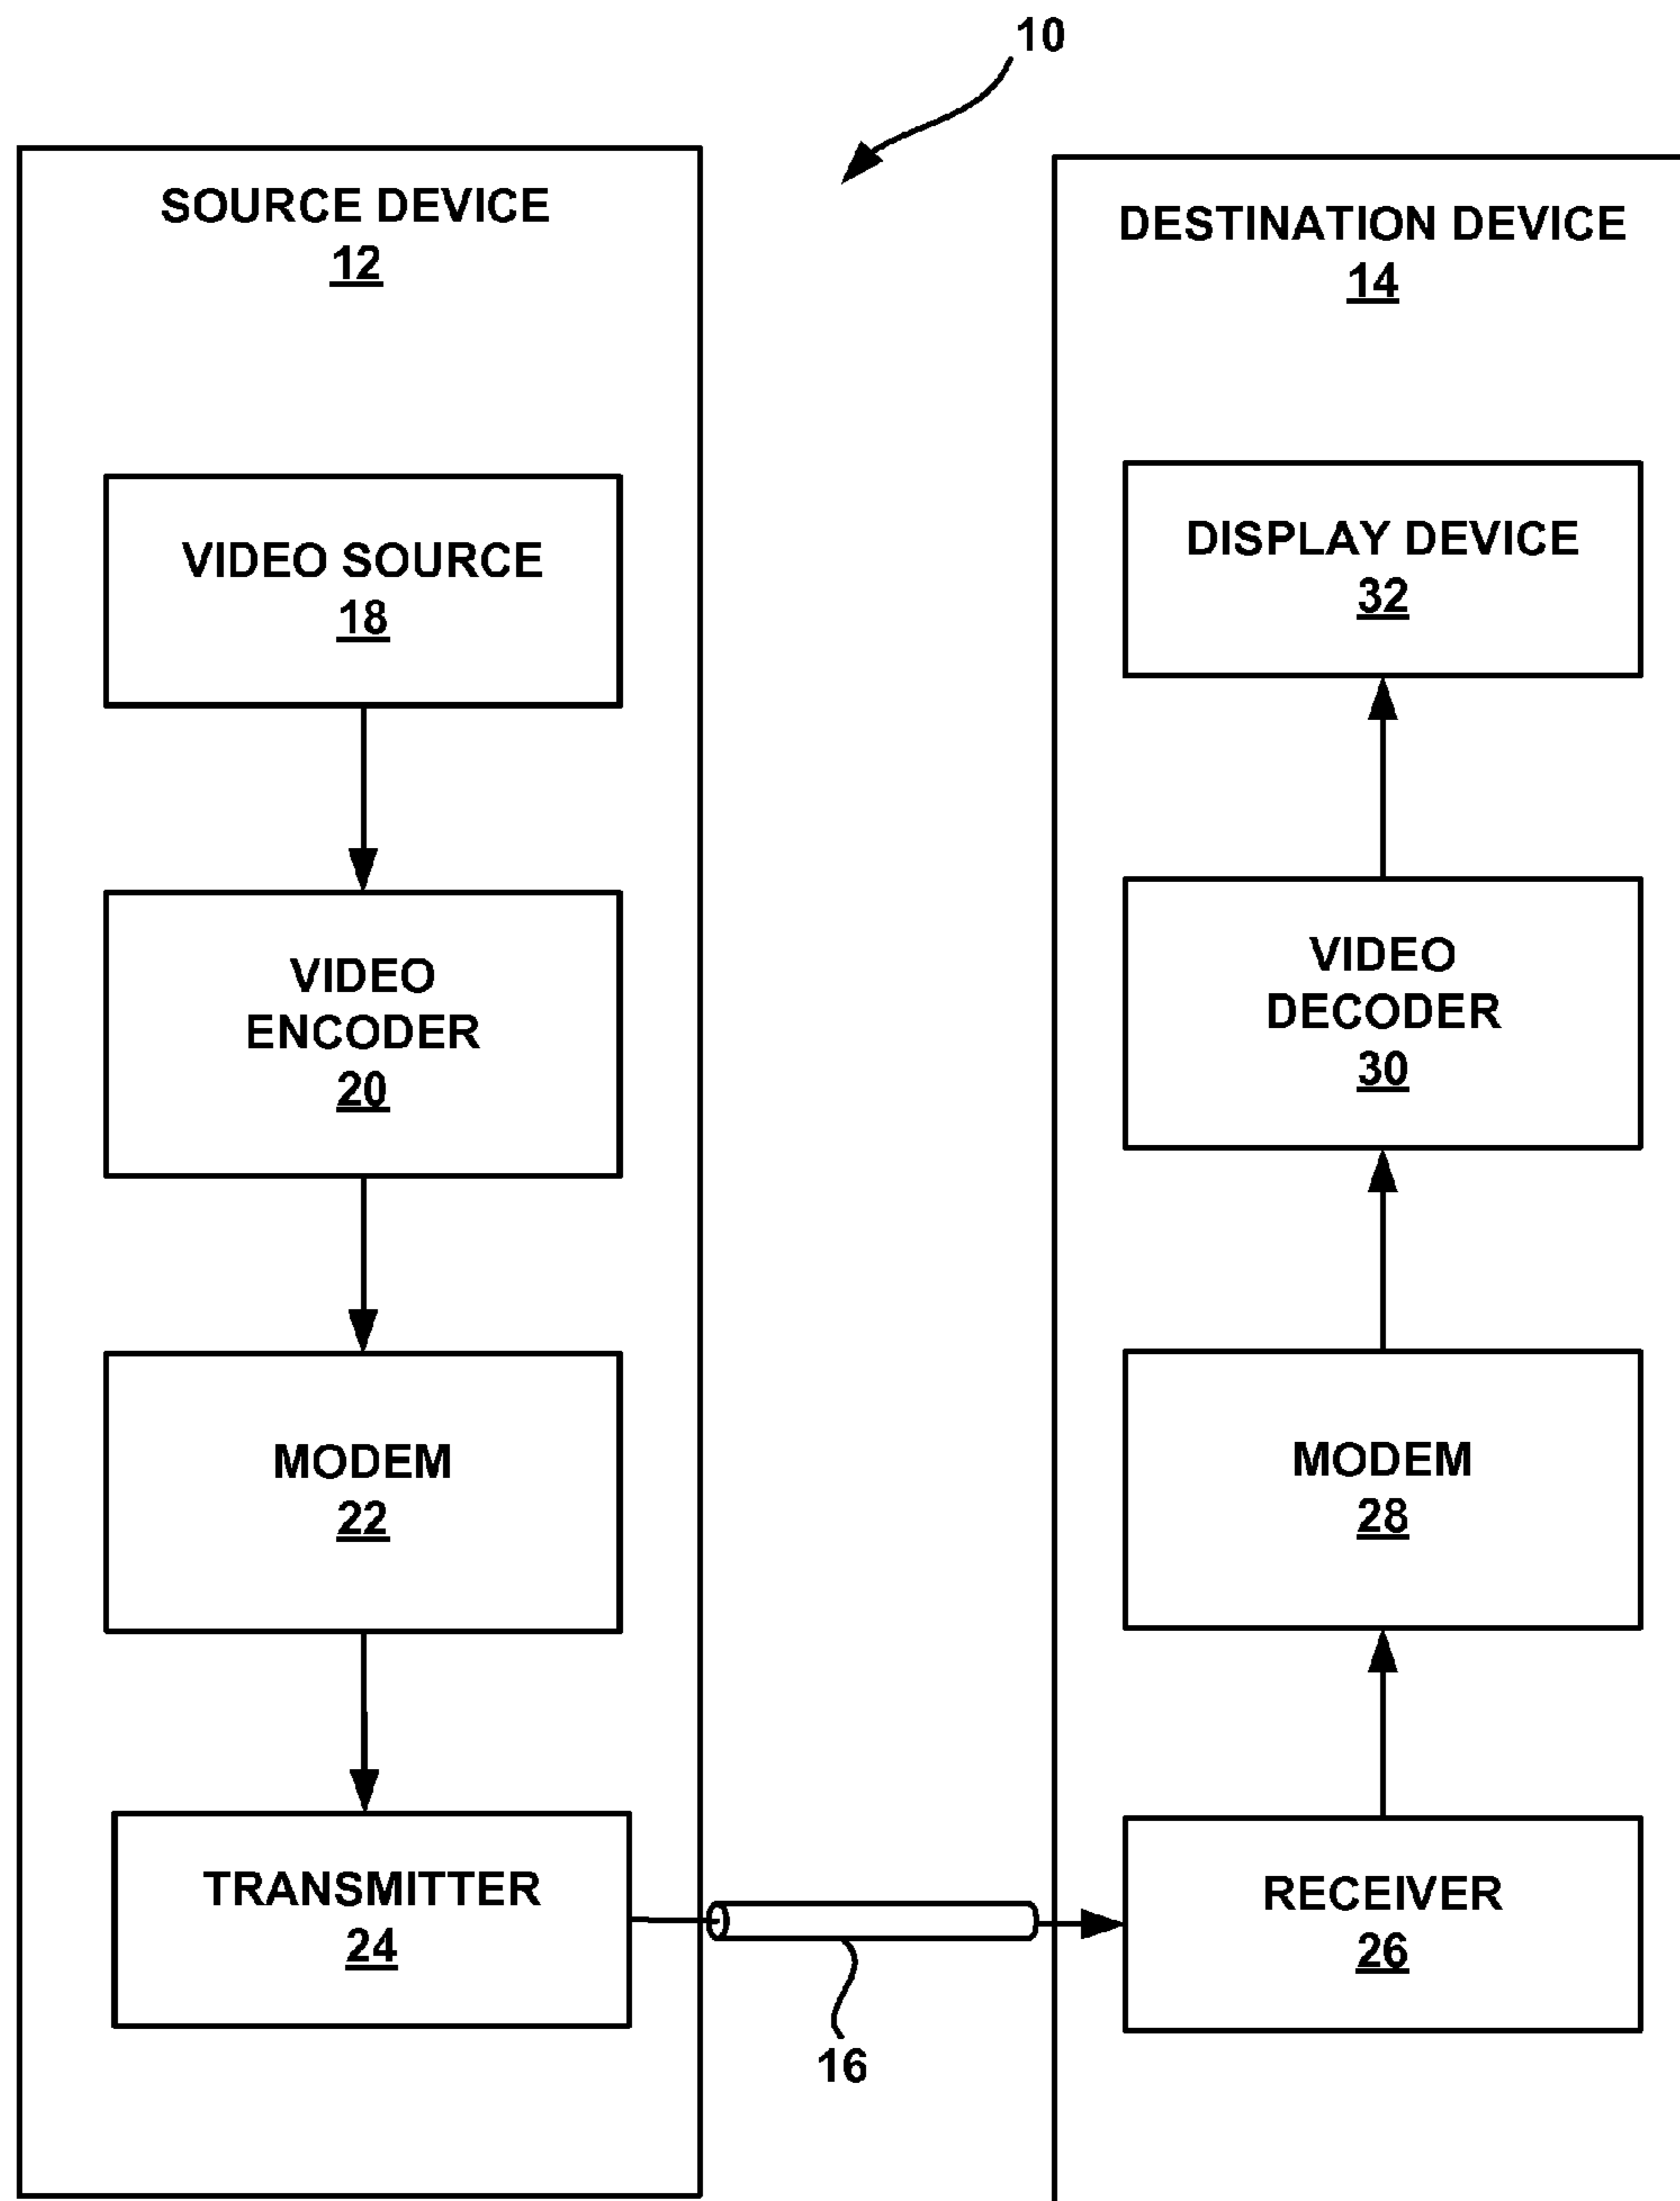 10
SOURCE DEVICE
12
VIDEO SOURCE
18
VIDEO
ENCODER
20
MODEM
22
TRANSMITTER
24
16
DESTINATION DEVICE
14
DISPLAY DEVICE
32
VIDEO
DECODER
30
MODEM
28
RECEIVER
26